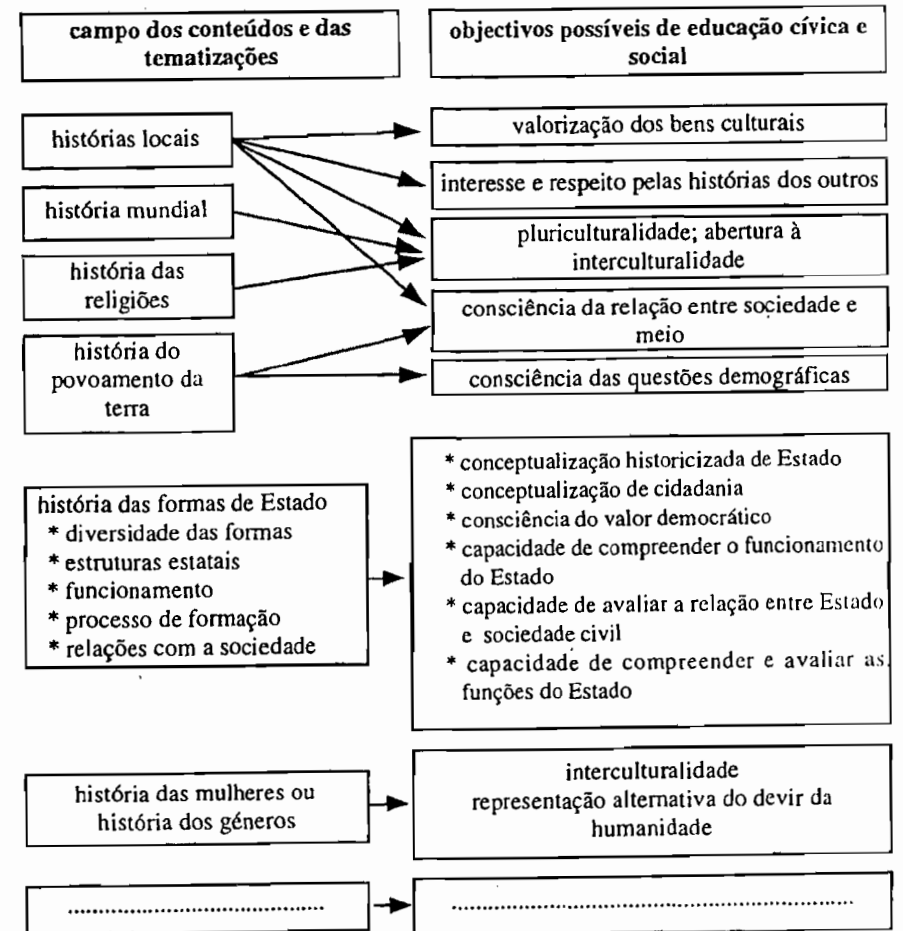 campo dos conteúdos e das
tematizações
objectivos possíveis de educação cívica e
social
histórias locais
história mundial
história das
religiões
história do
povoamento da
terra
valorização dos bens culturais
interesse e respeito pelas histórias dos outros
pluriculturalidade; abertura à
interculturalidade
consciência da relação entre sociedade e
meio
consciência das questões demográficas
história das formas de Estado
* diversidade das formas
* estruturas estatais
* funcionamento
* processo de formação
* relações com a sociedade
* conceptualização historicizada de Estado
* conceptualização de cidadania
* consciência do valor democrático
* capacidade de compreender o funcionamento
do Estado
* capacidade de avaliar a relação entre Estado
e sociedade civil
* capacidade de compreender e avaliar as
funções do Estado
história das mulheres ou
história dos géneros
interculturalidade
representação alternativa do devir da
humanidade
.......................................
.............................................................